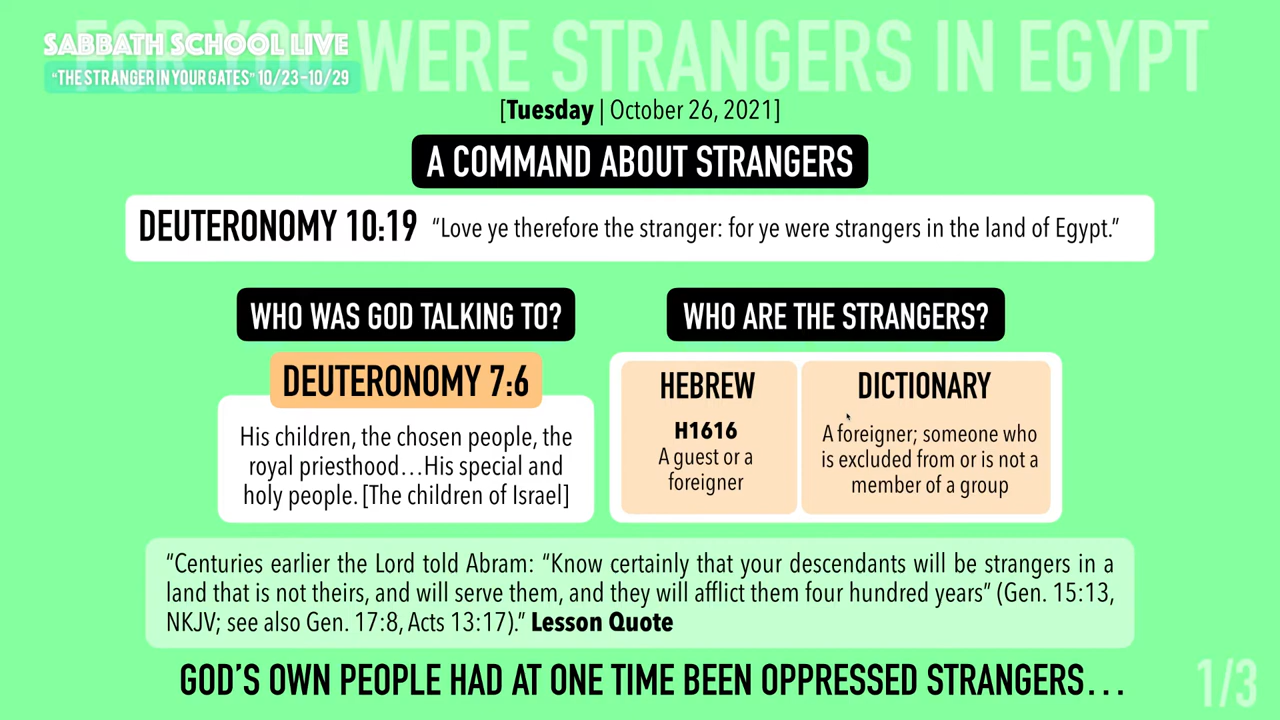 FOR YOU WERE STRANGERS IN EGYPT
SABBATH SCHOOL LIVE
"THE STRANGER IN YOUR GATES" 10/23-10/29
[Tuesday | October 26, 2021]
A COMMAND ABOUT STRANGERS
DEUTERONOMY 10:19 "Love ye therefore the stranger: for ye were strangers in the land of Egypt."
WHO WAS GOD TALKING TO?
DEUTERONOMY 7:6
His children, the chosen people, the
royal priesthood...His special and
holy people. [The children of Israel]
WHO ARE THE STRANGERS?
HEBREW
H1616
A guest or a
foreigner
DICTIONARY
A foreigner; someone who
is excluded from or is not a
member of a group
"Centuries earlier the Lord told Abram: "Know certainly that your descendants will be strangers in a
land that is not theirs, and will serve them, and they will afflict them four hundred years" (Gen. 15:13,
NKJV; see also Gen. 17:8, Acts 13:17)." Lesson Quote
GOD'S OWN PEOPLE HAD AT ONE TIME BEEN OPPRESSED STRANGERS...
1/3